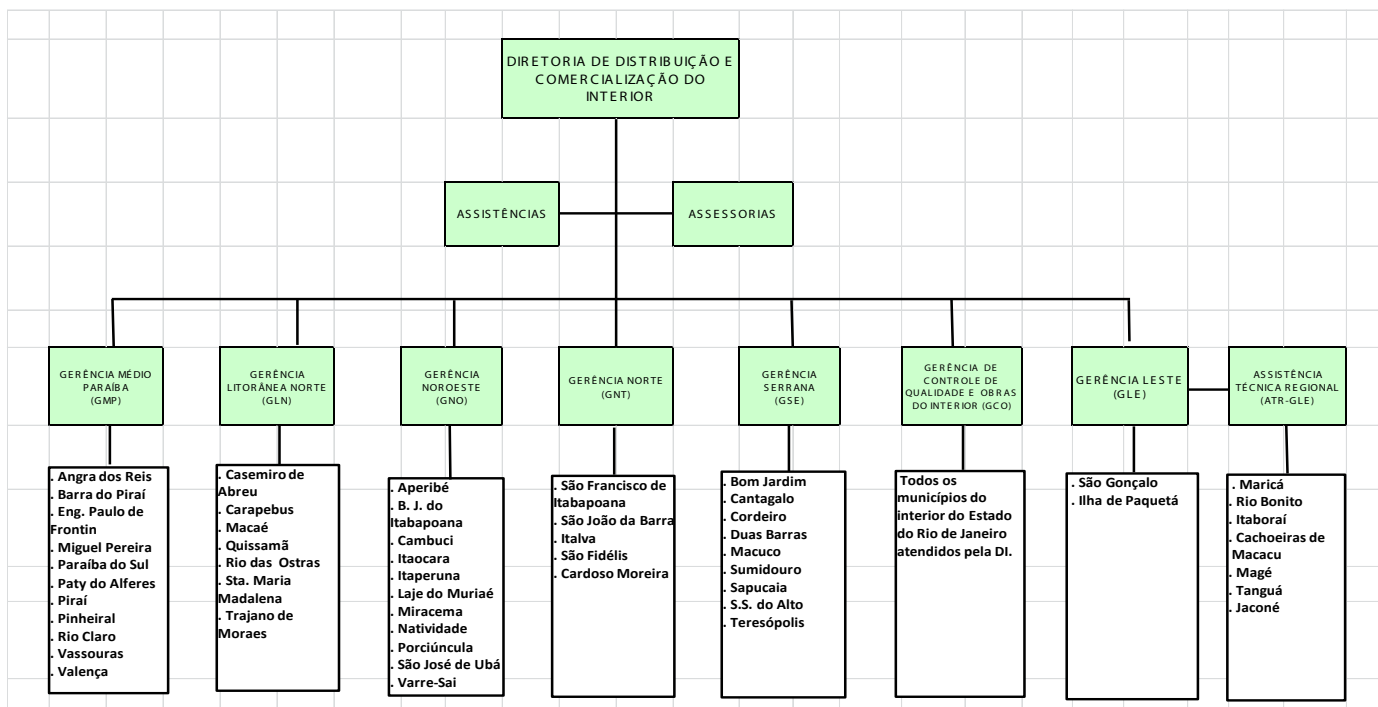 DIRETORIA DE DISTRIBUIÇÃO E
COMERCIALIZAÇÃO DO
INTERIOR
ASSISTÊNCIAS
ASSESSORIAS
GERÊNCIA MÉDIO
PARAÍBA
(GMP)
. Angra dos Reis
. Barra do Piraí
. Eng. Paulo de
Frontin
. Miguel Pereira
. Paraíba do Sul
. Paty do Alferes
. Piraí
. Pinheiral
. Rio Claro
. Vassouras
. Valença
GERÊNCIA
LITORÂNEA NORTE
(GLN)
. Casemiro de
Abreu
. Carapebus
. Macaé
. Quissamã
. Rio das Ostras
. Sta. Maria
Madalena
. Trajano de
Moraes
GERÊNCIA
NOROESTE
(GNO)
. Aperibé
. B. J. do
Itabapoana
. Cambuci
. Itaocara
. Itaperuna
. Laje do Muriaé
. Miracema
. Natividade
. Porciúncula
. São José de Ubá
. Varre-Sai
GERÊNCIA NORTE
(GNT)
. São Francisco de
Itabapoana
. São João da Barra
. Italva
. São Fidélis
. Cardoso Moreira
GERÊNCIA
SERRANA
(GSE)
. Bom Jardim
. Cantagalo
. Cordeiro
. Duas Barras
. Macuco
. Sumidouro
. Sapucaia
. S.S. do Alto
. Teresópolis
GERÊNCIA DE
CONTROLE DE
QUALIDADE E OBRAS
DO INTERIOR (GCO)
. Todos os
municípios do
interior do Estado
do Rio de Janeiro
atendidos pela DI.
GERÊNCIA LESTE
(GLE)
. São Gonçalo
. Ilha de Paquetá
ASSISTÊNCIA
TÉCNICA REGIONAL
(ATR-GLE)
. Maricá
. Rio Bonito
. Itaboraí
. Cachoeiras de
Macacu
. Magé
. Tanguá
. Jaconé